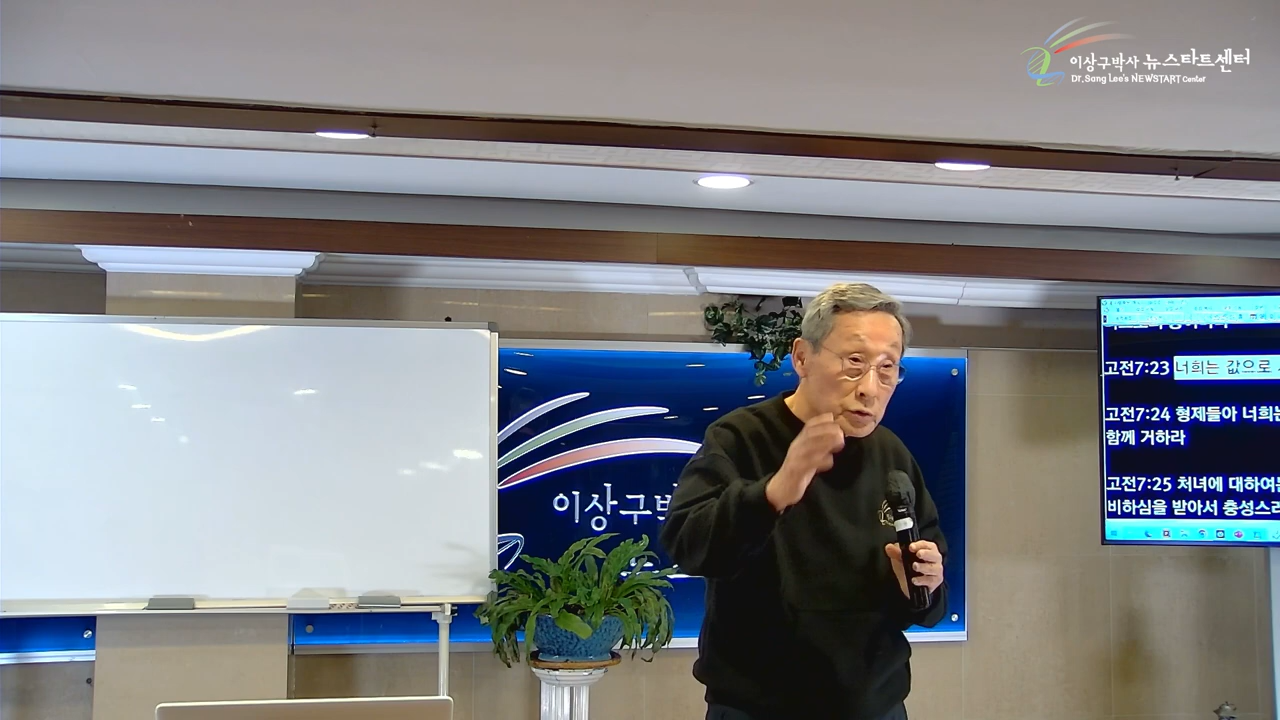 이상구박사 뉴스타트센터
Dr. Sang Lee's NEWSTART Center
고전7:23 너희는 값으로
고전7:24 형제들아 너희는
함께 거하라
고전7:25 처녀에 대하여는
비하심을 받아서 충성스러
이상구박